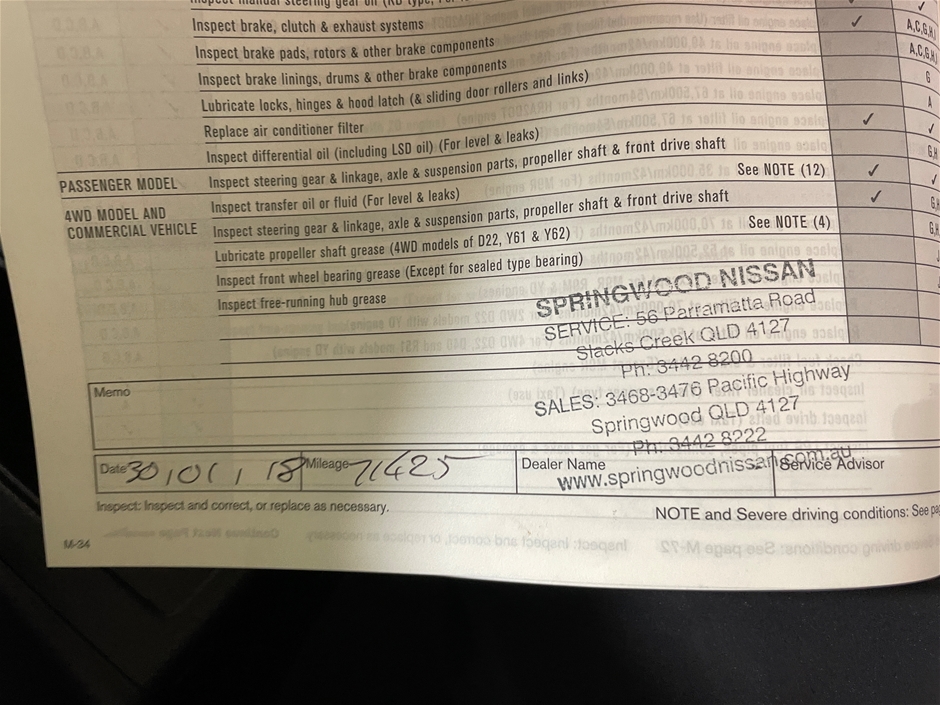 Inspect manual steering gear oil
Inspect brake, clutch & exhaust systems ✓
Inspect brake pads, rotors & other brake components A,C,G,H
Inspect brake linings, drums & other brake components A,C,G,H
Lubricate locks, hinges & hood latch (& sliding door rollers and links) G
Replace air conditioner filter A
Inspect differential oil (including LSD oil) (For level & leaks) ✓ ✓
PASSENGER MODEL Inspect steering gear & linkage, axle & suspension parts, propeller shaft & front drive shaft G,H
4WD MODEL AND COMMERCIAL VEHICLE
Inspect transfer oil or fluid (For level & leaks) See NOTE (12) ✓ ✓
Inspect steering gear & linkage, axle & suspension parts, propeller shaft & front drive shaft ✓
Lubricate propeller shaft grease (4WD models of D22, Y61 & Y62) See NOTE (4)
Inspect front wheel bearing grease (Except for sealed type bearing)
Inspect free-running hub grease
SPRINGWOOD NISSAN
SERVICE: 56 Parramatta Road
Slacks Creek QLD 4127
Ph: 3442 8200
SALES: 3468-3476 Pacific Highway
Springwood QLD 4127
Ph: 3442 8222
www.springwoodnissan.com.au
Memo
Date 30/01/18 Mileage 71425 Dealer Name Service Advisor
Inspect: Inspect and correct, or replace as necessary.
NOTE and Severe driving conditions: See
M-34